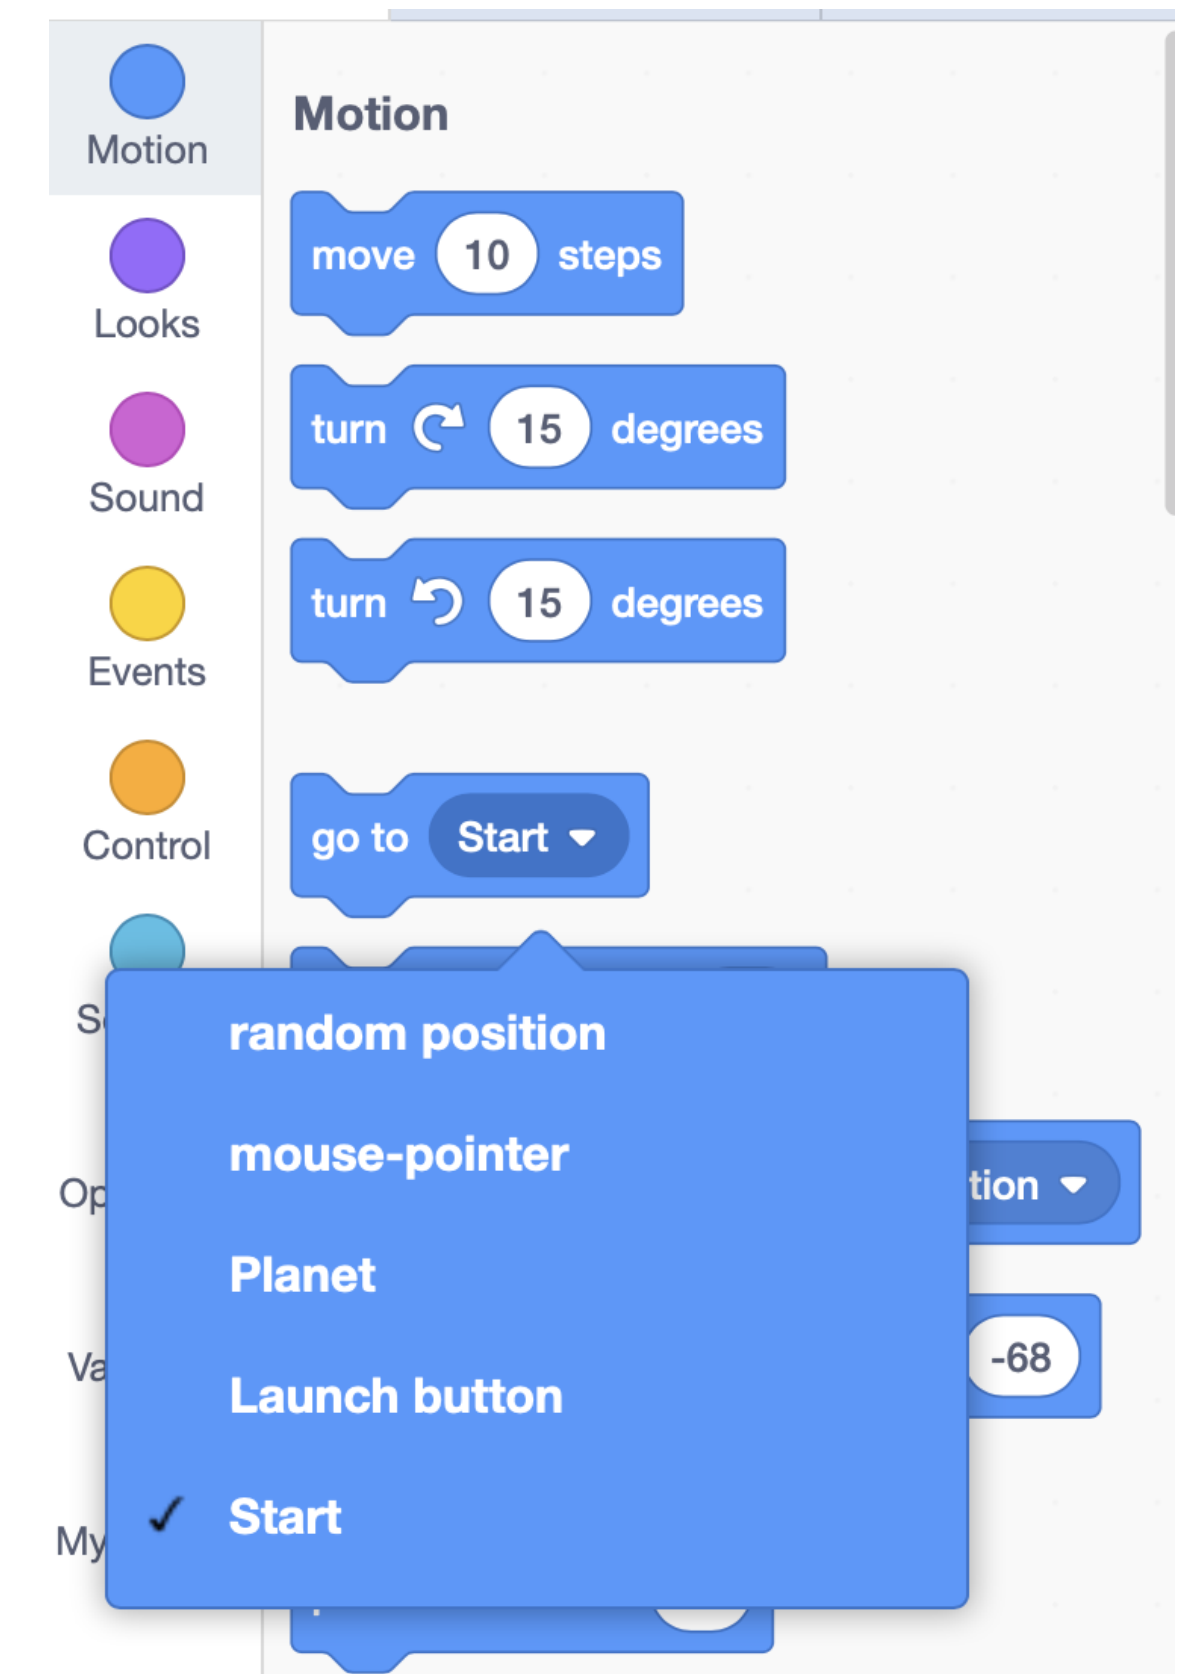 Motion
Looks
Sound
Events
Control
Motion
move 10 steps
turn 15 degrees
turn 15 degrees
go to Start
random position
mouse-pointer
Planet
Launch button
✓ Start
-68
My